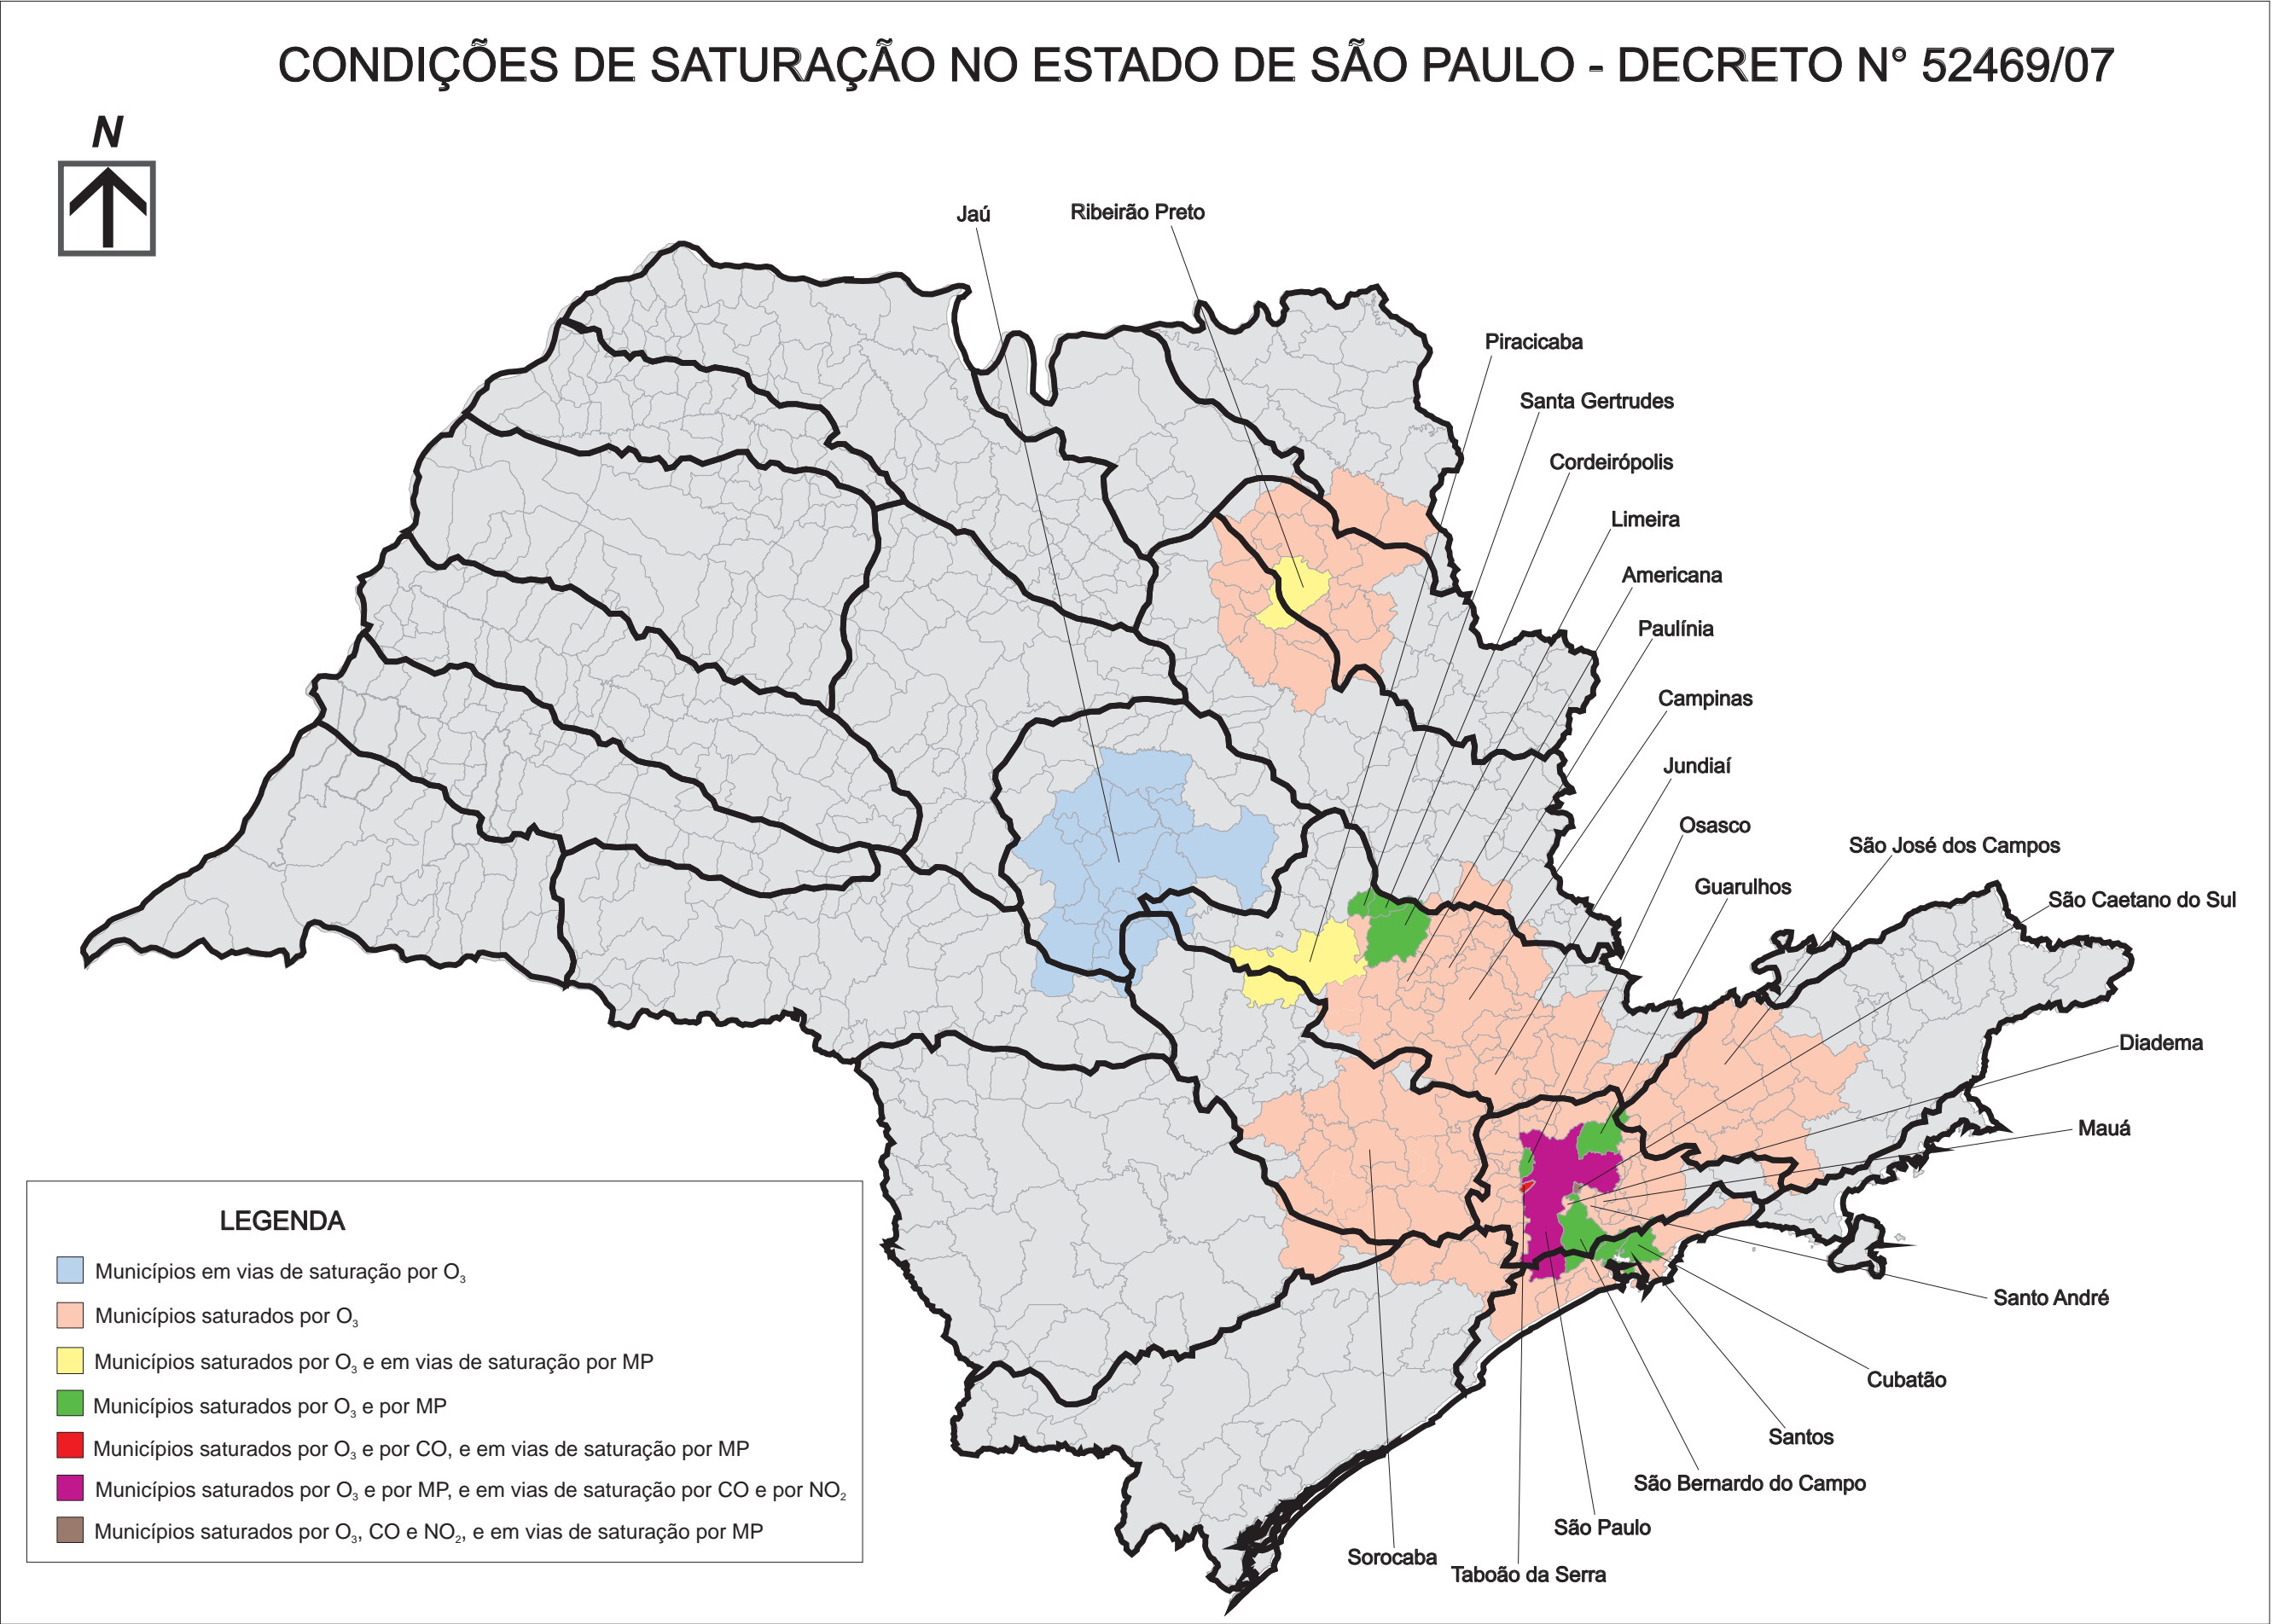 CONDIÇÕES DE SATURAÇÃO NO ESTADO DE SÃO PAULO - DECRETO N° 52469/07
N
Jaú
Ribeirão Preto
Piracicaba
Santa Gertrudes
Cordeirópolis
Limeira
Americana
Paulínia
Campinas
Jundiaí
Osasco
São José dos Campos
Guarulhos
São Caetano do Sul
Diadema
Mauá
Santo André
Cubatão
Santos
São Bernardo do Campo
São Paulo
Sorocaba
Taboão da Serra
LEGENDA
Municípios em vias de saturação por O₃
Municípios saturados por O₃
Municípios saturados por O₃ e em vias de saturação por MP
Municípios saturados por O₃ e por MP
Municípios saturados por O₃ e por CO, e em vias de saturação por MP
Municípios saturados por O₃ e por MP, e em vias de saturação por CO e por NO₂
Municípios saturados por O₃, CO e NO₂, e em vias de saturação por MP